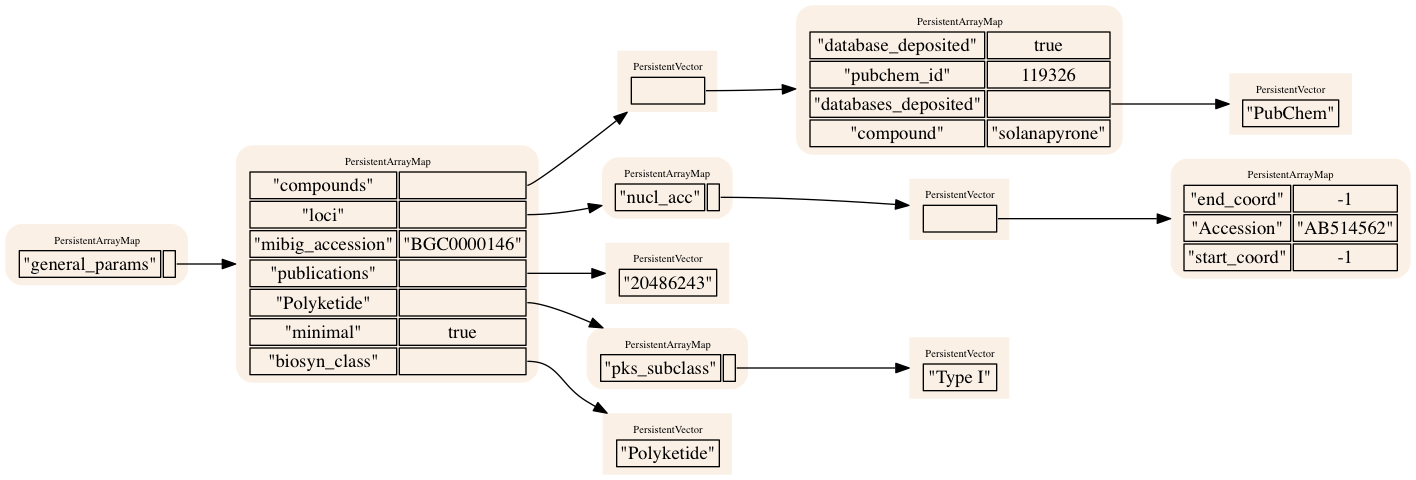 PersistentArrayMap
"general_params"
PersistentArrayMap
"compounds"
"loci"
"mibig_accession" "BGC0000146"
"publications"
"Polyketide"
"minimal" true
"biosyn_class"
PersistentVector
PersistentArrayMap
"database_deposited" true
"pubchem_id" 119326
"databases_deposited"
"compound" "solanapyrone"
PersistentVector
"PubChem"
PersistentArrayMap
"nucl_acc"
PersistentVector
PersistentArrayMap
"end_coord" -1
"Accession" "AB514562"
"start_coord" -1
PersistentVector
"20486243"
PersistentArrayMap
"pks_subclass"
PersistentVector
"Type I"
PersistentVector
"Polyketide"